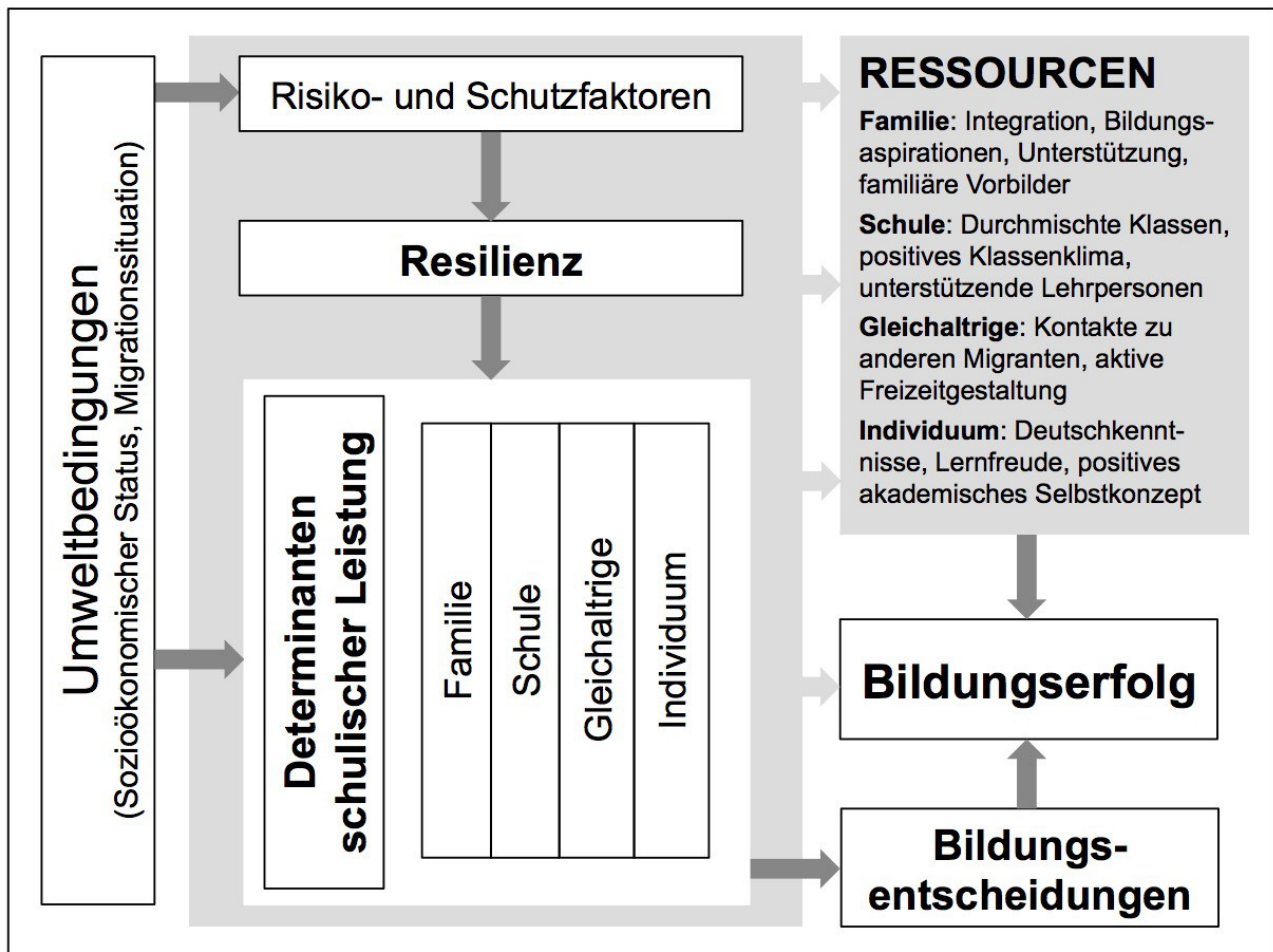 Umweltbedingungen
(Sozioökonomischer Status, Migrationssituation)
Risiko- und Schutzfaktoren
Resilienz
Determinanten
schulischer Leistung
Familie
Schule
Gleichaltrige
Individuum
RESSOURCEN
Familie: Integration, Bildungs-
aspirationen, Unterstützung,
familiäre Vorbilder
Schule: Durchmischte Klassen,
positives Klassenklima,
unterstützende Lehrpersonen
Gleichaltrige: Kontakte zu
anderen Migranten, aktive
Freizeitgestaltung
Individuum: Deutschkennt-
nisse, Lernfreude, positives
akademisches Selbstkonzept
Bildungserfolg
Bildungs-
entscheidungen